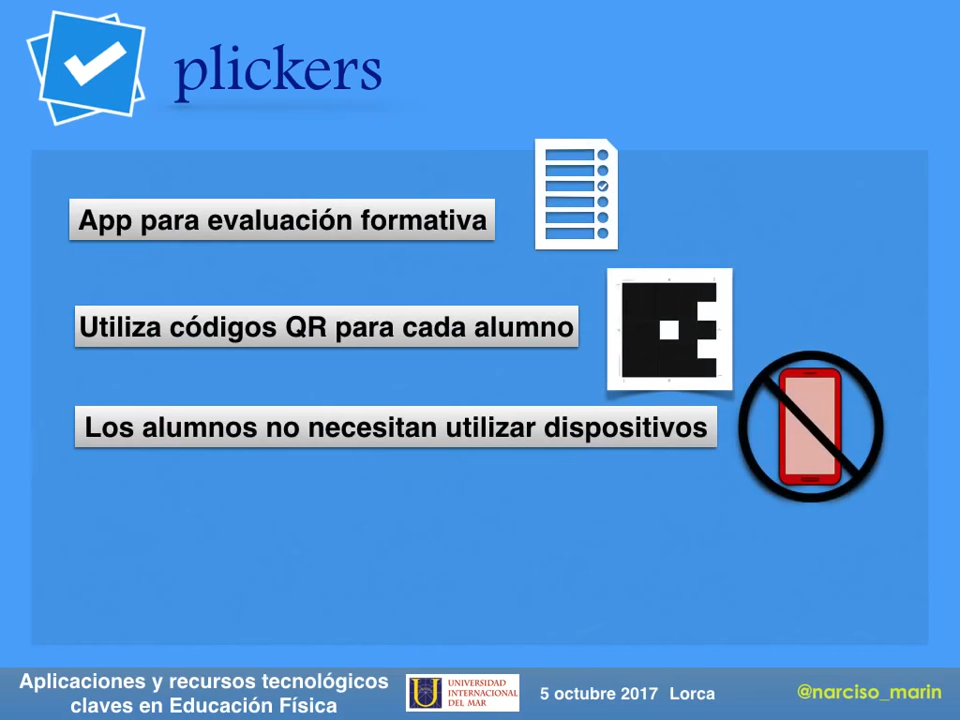 plickers
App para evaluación formativa
Utiliza códigos QR para cada alumno
Los alumnos no necesitan utilizar dispositivos
Aplicaciones y recursos tecnológicos
claves en Educación Física
UNIVERSIDAD
INTERNACIONAL
DEL MAR
5 octubre 2017 Lorca
@narciso_marin